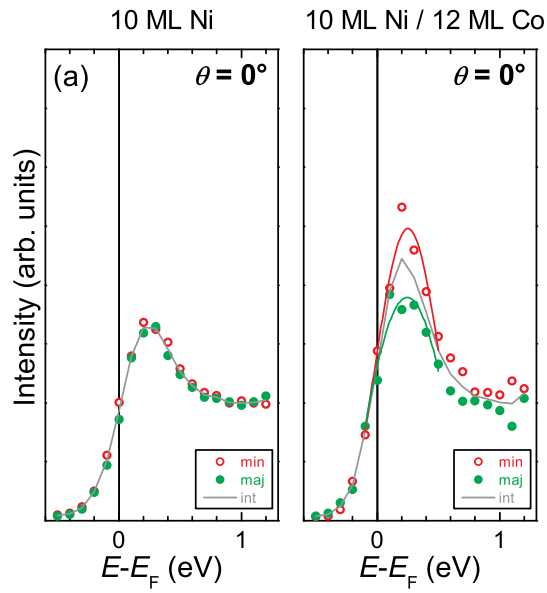 10 ML Ni
10 ML Ni / 12 ML Co
(a)
θ = 0°
θ = 0°
Intensity (arb. units)
min
maj
int
min
maj
int
0
1
0
1
E-EF (eV)
E-EF (eV)